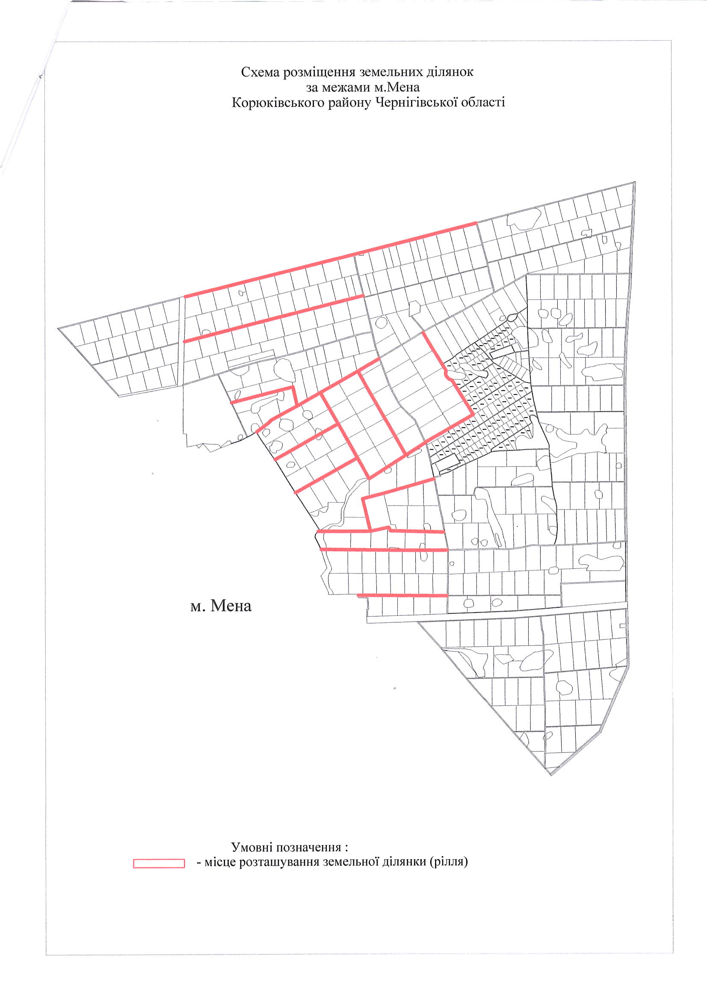 Схема розміщення земельних ділянок
за межами м.Мена
Корюківського району Чернігівської області
м. Мена
Умовні позначення :
- місце розташування земельної ділянки (рілля)